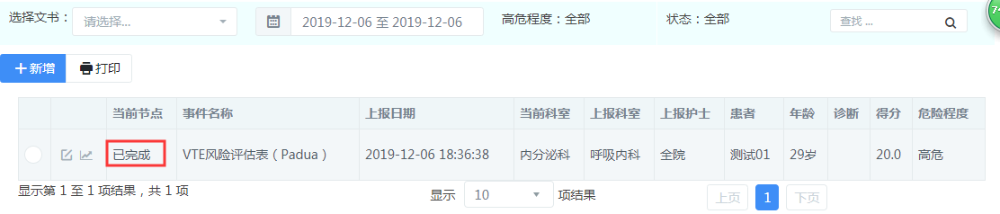 选择文书： 请选择... 2019-12-06 至 2019-12-06 高危程度：全部 状态：全部 查找 ...
新增 打印
当前节点 事件名称 上报日期 当前科室 上报科室 上报护士 患者 年龄 诊断 得分 危险程度
已完成 VTE风险评估表（Padua） 2019-12-06 18:36:38 内分泌科 呼吸内科 全院 测试01 29岁 20.0 高危
显示第 1 至 1 项结果，共 1 项 显示 10 项结果 上页 1 下页